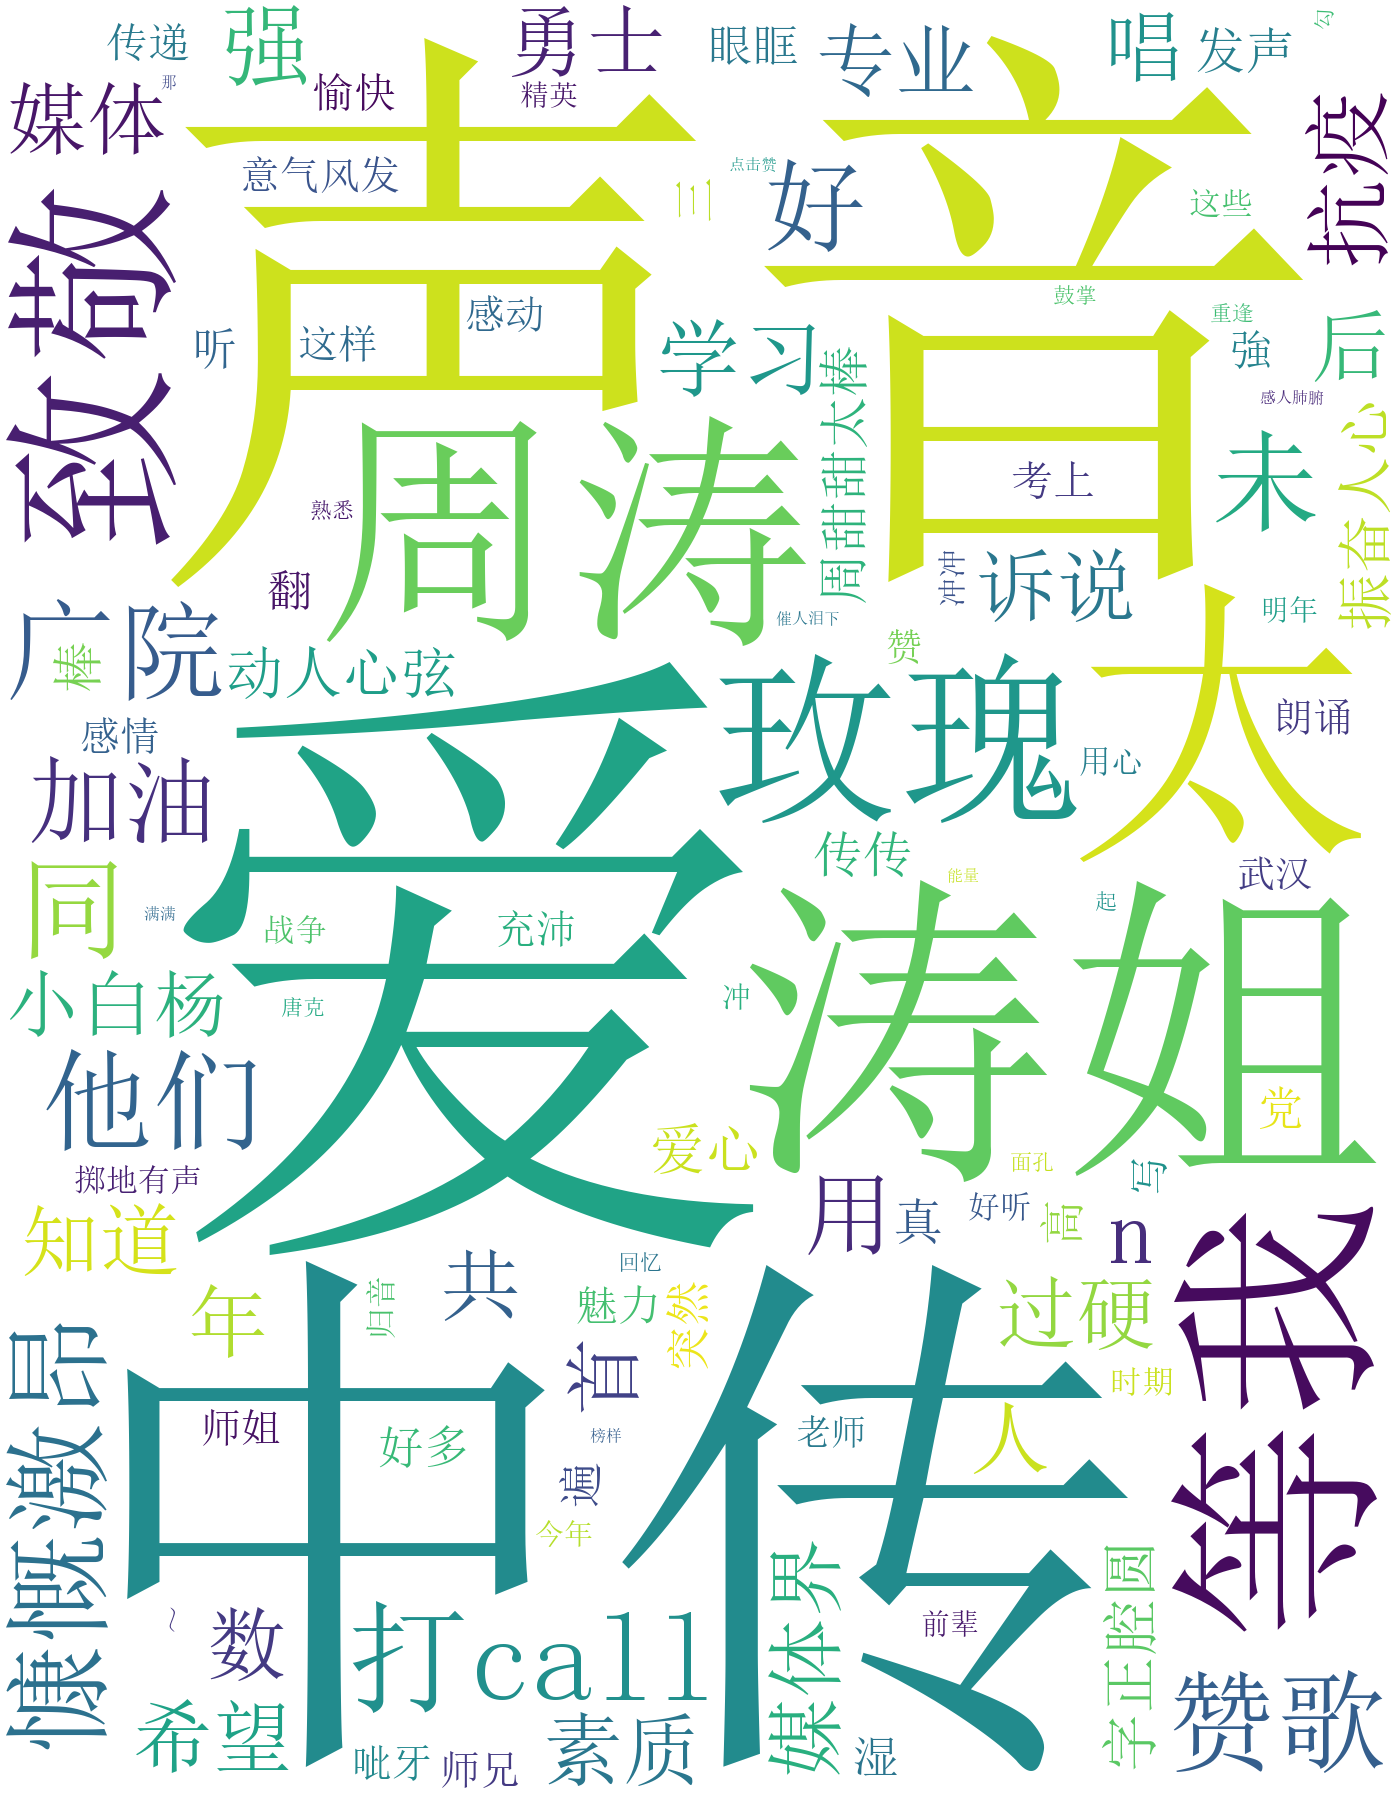 传递
强
勇士
眼眶
专业
唱
发声
勾
媒体
那
愉快
精英
声音
抗疫
意气风发
三
点击赞
好
这些
致敬
听
这样
感动
学习
鼓掌
重逢
強
后
周涛
周甜甜太棒
感人肺腑
振奋人心
熟悉
考上
未
翻
冲冲
诉说
明年
催人泪下
广院
棒
动人心弦
赞
太
玫瑰
朗诵
用心
感情
爱
加油
传传
武汉
能量
同
满满
战争
充沛
涛姐
起
唐克
冲
小白杨
党
他们
爱心
面孔
写
掷地有声
用
真
好听
高
n
等我
知道
共
回忆
魅力
突然
过硬
年
归音
中传
首
时期
慷慨激昂
师姐
好多
榜样
老师
人
遍
今年
媒体界
字正腔圆
~
数
打call
前辈
赞歌
希望
呲牙
师兄
素质
湿